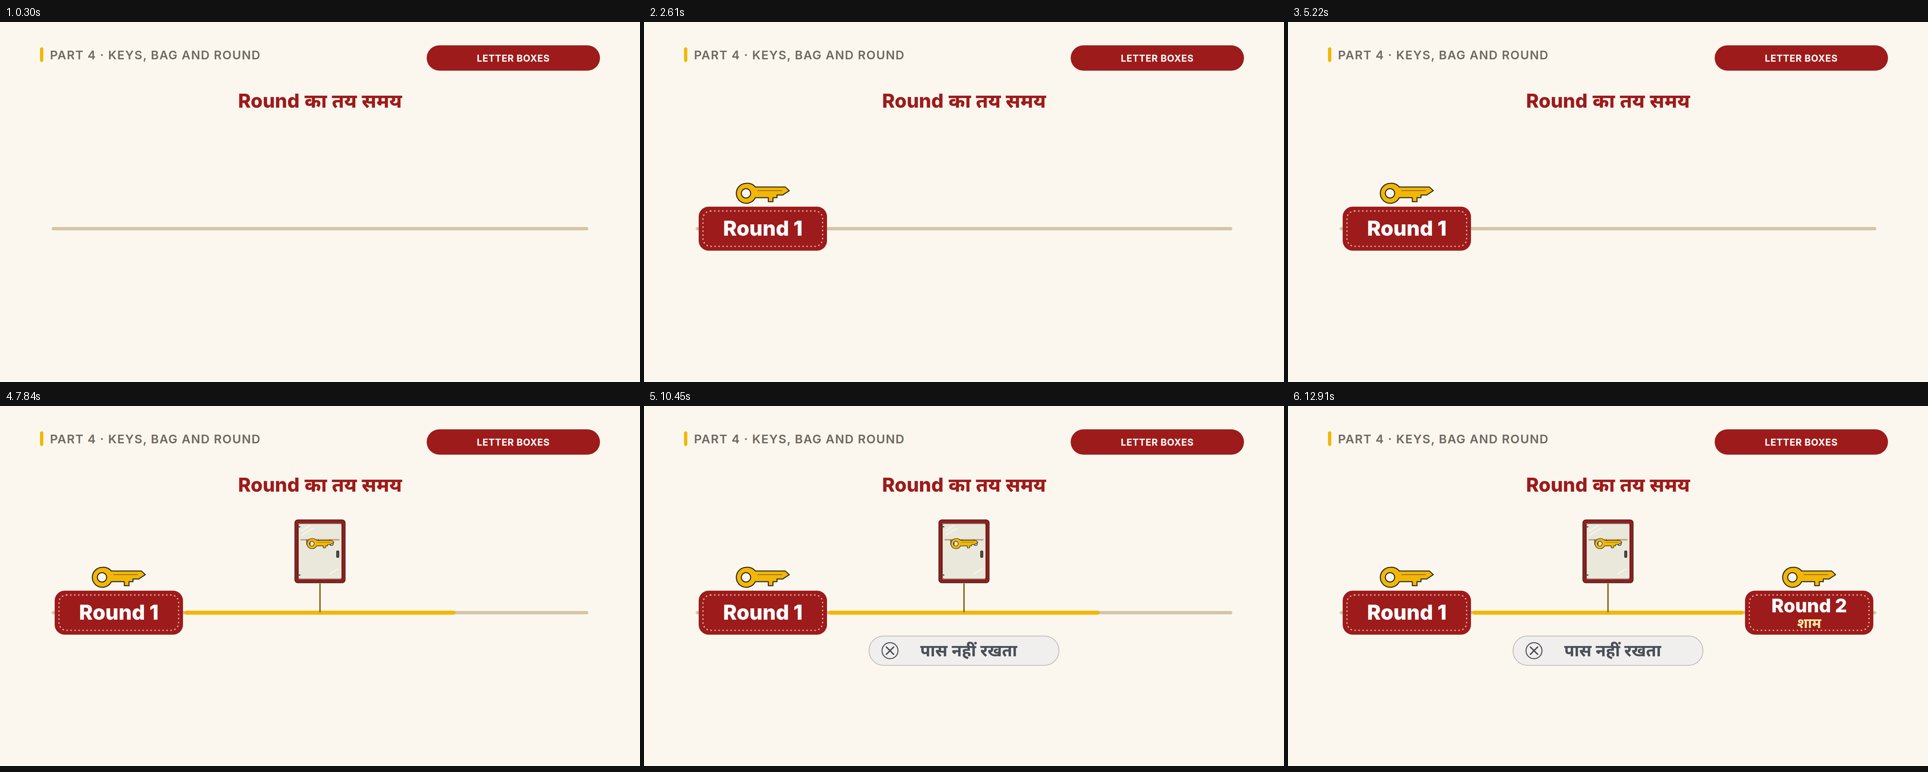 1. 0.30s
PART 4 · KEYS, BAG AND ROUND
LETTER BOXES
Round का तय समय
2. 2.61s
PART 4 · KEYS, BAG AND ROUND
LETTER BOXES
Round का तय समय
Round 1
3. 5.22s
PART 4 · KEYS, BAG AND ROUND
LETTER BOXES
Round का तय समय
Round 1
4. 7.84s
PART 4 · KEYS, BAG AND ROUND
LETTER BOXES
Round का तय समय
Round 1
5. 10.45s
PART 4 · KEYS, BAG AND ROUND
LETTER BOXES
Round का तय समय
Round 1
पास नहीं रखता
6. 12.91s
PART 4 · KEYS, BAG AND ROUND
LETTER BOXES
Round का तय समय
Round 1
Round 2
शाम
पास नहीं रखता